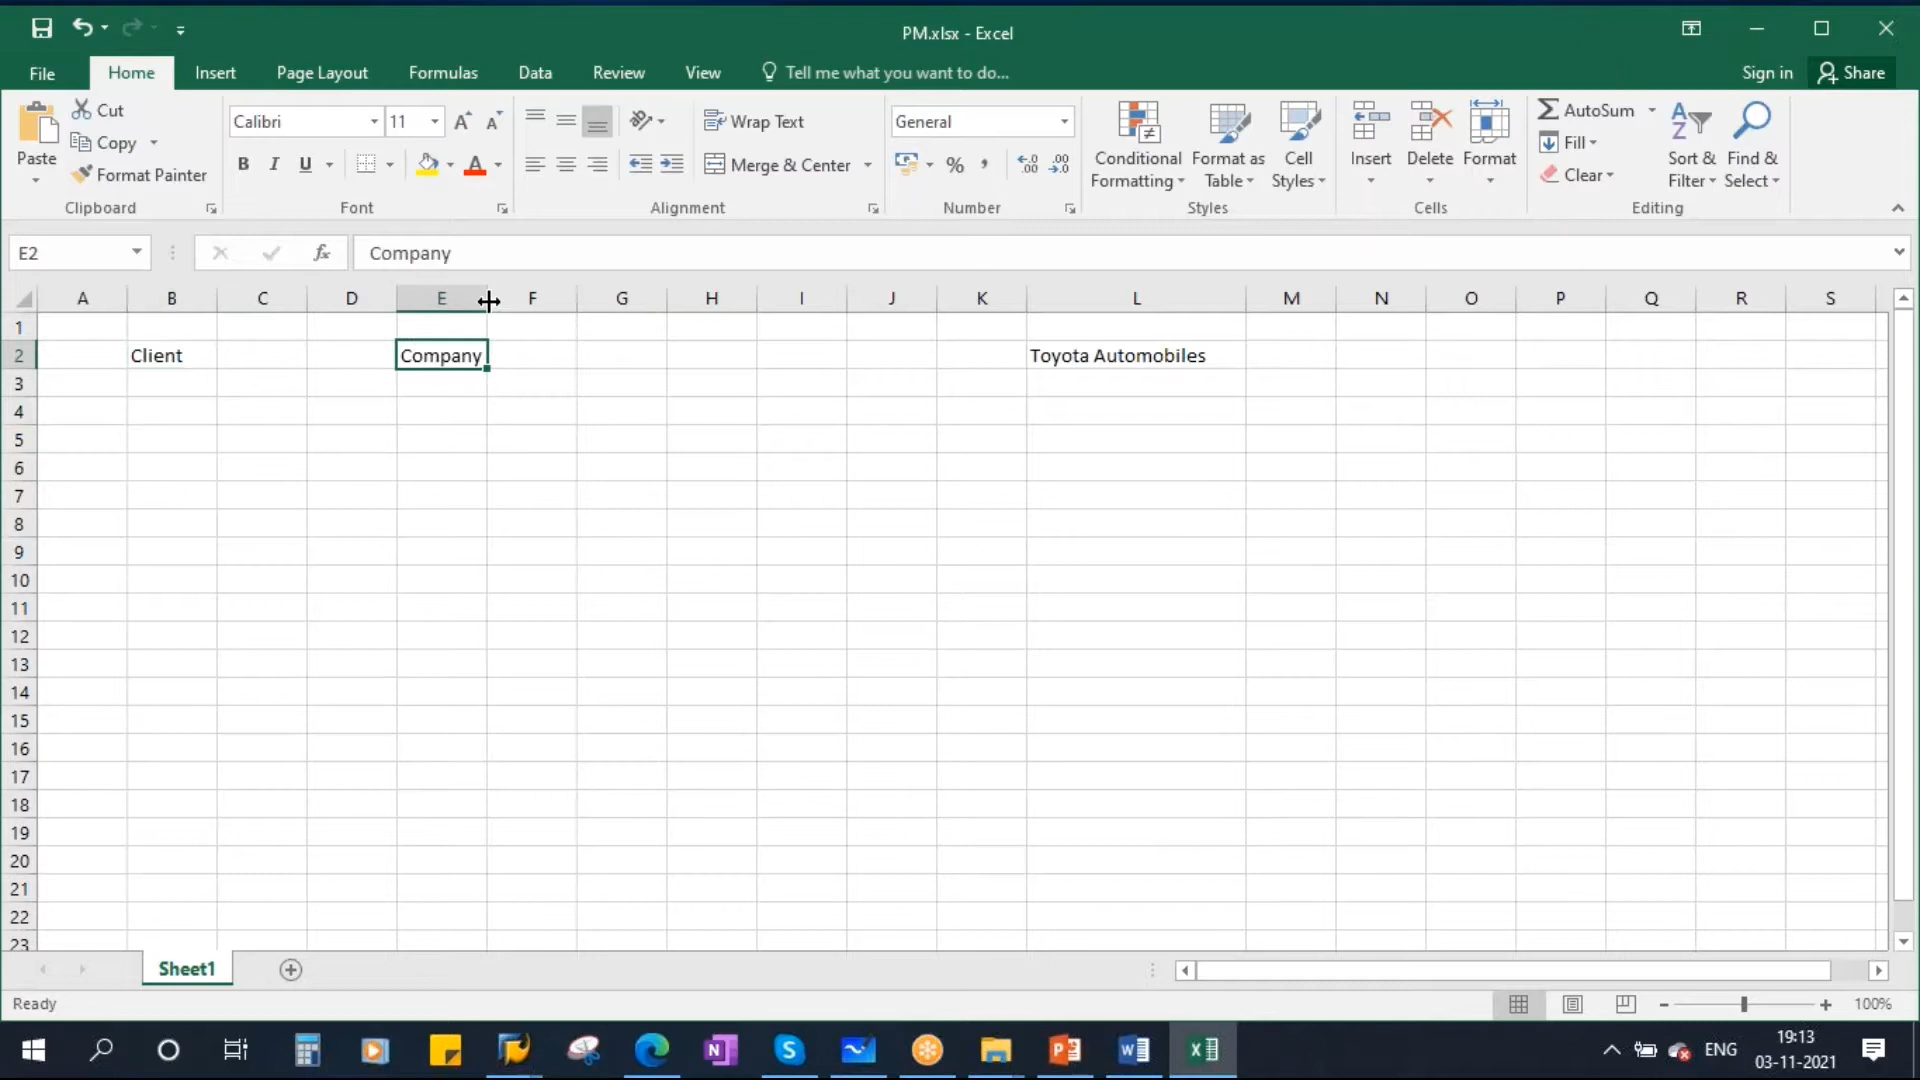 PM.xlsx - Excel
File Home Insert Page Layout Formulas Data Review View Tell me what you want to do... Sign in Share
Cut
Copy
Format Painter
Paste
Clipboard
Calibri 11
B I U A
Font
Wrap Text
Merge & Center
Alignment
General
% ,
Number
Conditional Formatting
Format as Table
Cell Styles
Styles
Insert Delete Format
Cells
AutoSum
Fill
Clear
Sort & Filter
Find & Select
Editing
E2 fx Company
A B C D E F G H I J K L M N O P Q R S
1
2 Client Company Toyota Automobiles
3
4
5
6
7
8
9
10
11
12
13
14
15
16
17
18
19
20
21
22
23
Sheet1
Ready 100%
ENG 19:13
03-11-2021